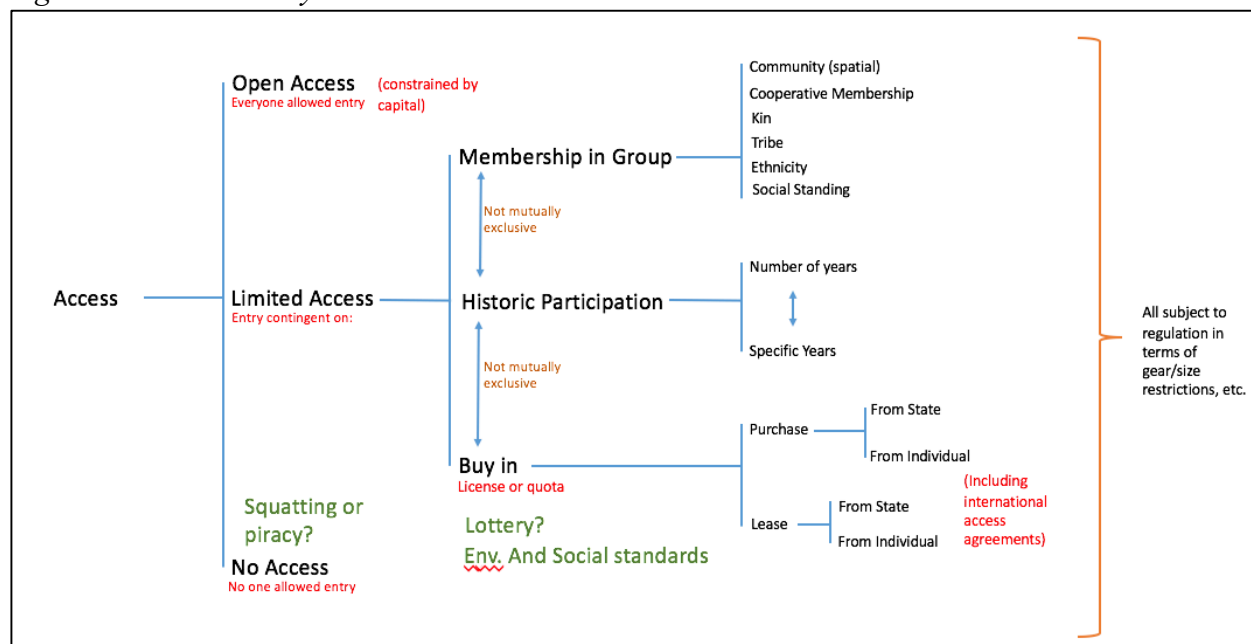 Open Access
Everyone allowed entry
(constrained by
capital)
Community (spatial)
Cooperative Membership
Kin
Tribe
Ethnicity
Social Standing
Membership in Group
Not mutually
exclusive
Access
Limited Access
Entry contingent on:
Historic Participation
Number of years
Specific Years
Not mutually
exclusive
All subject to
regulation in
terms of
gear/size
restrictions, etc.
Buy in
License or quota
Purchase
From State
From Individual
Lease
From State
From Individual
(Including
international
access
agreements)
Squatting or
piracy?
Lottery?
Env. And Social standards
No Access
No one allowed entry